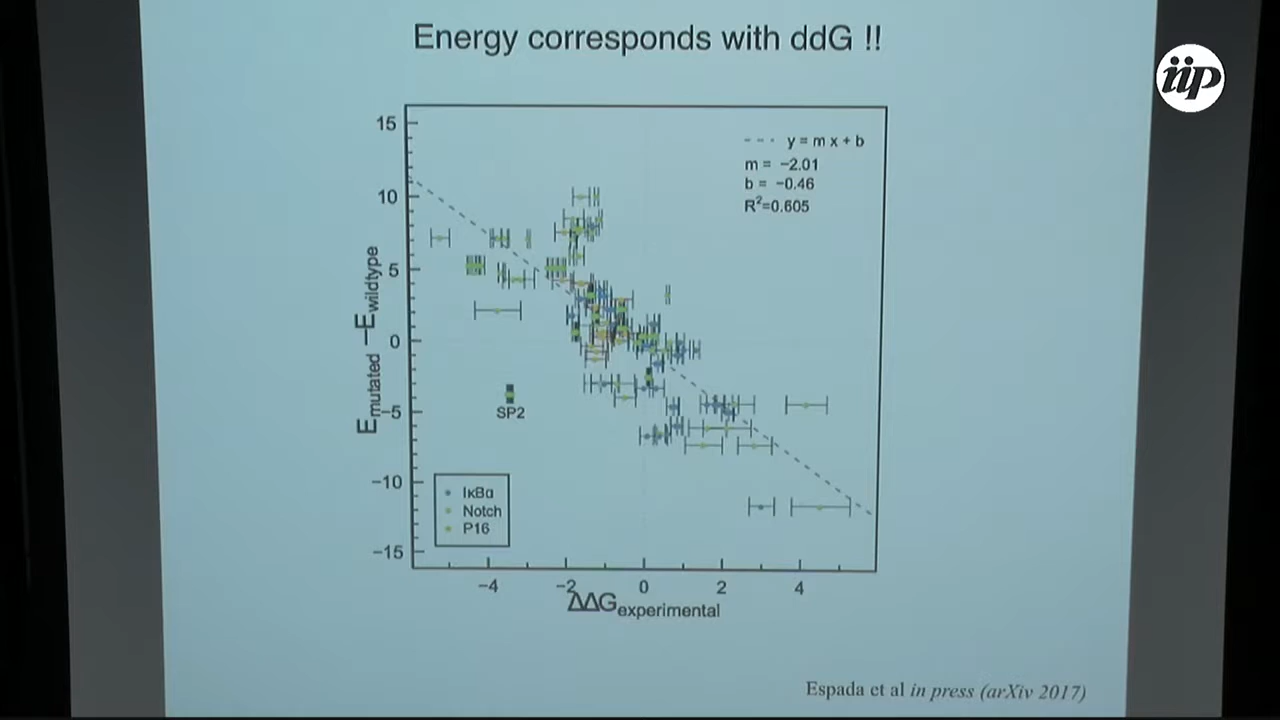 Energy corresponds with ddG !!
iip
15
10
5
0
−5
−10
−15
E_mutated −E_wildtype
y = m x + b
m = −2.01
b = −0.46
R²=0.605
SP2
IκBα
Notch
P16
−4
−2
0
2
4
ΔΔG_experimental
Espada et al in press (arXiv 2017)